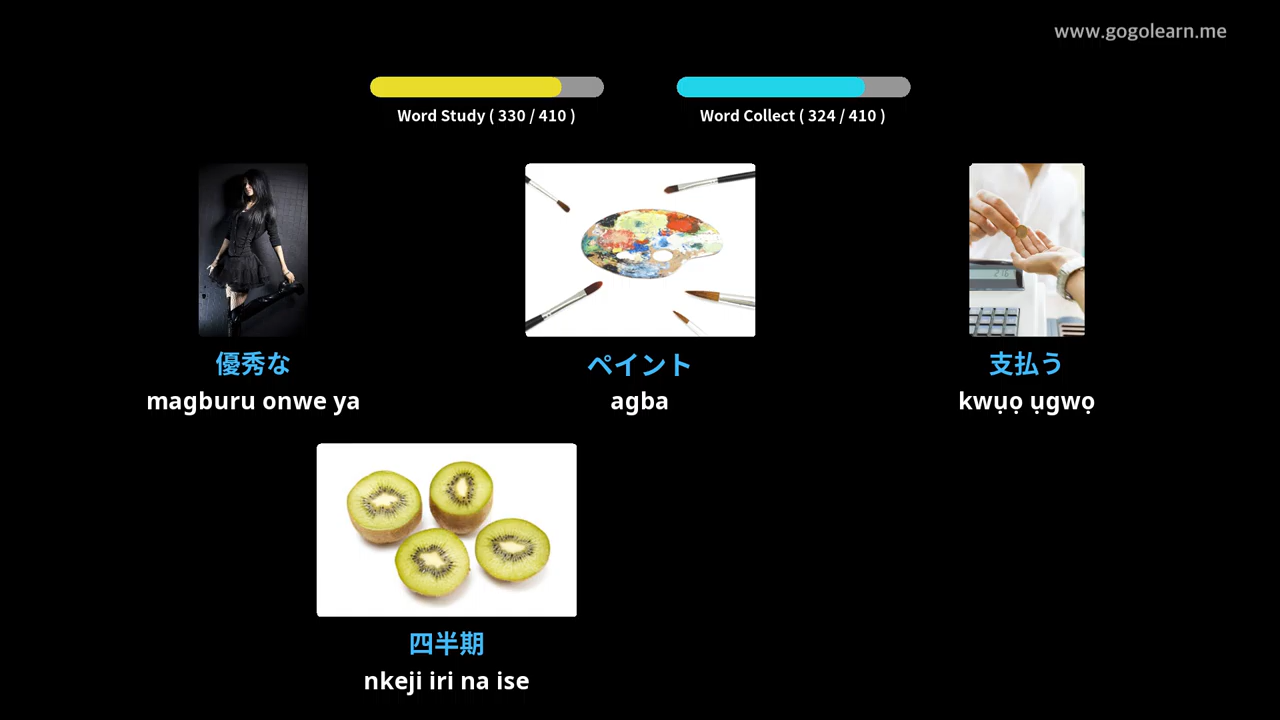 www.gogolearn.me
Word Study ( 330 / 410 )
Word Collect ( 324 / 410 )
優秀な
magburu onwe ya
ペイント
agba
支払う
kwụọ ụgwọ
四半期
nkeji iri na ise